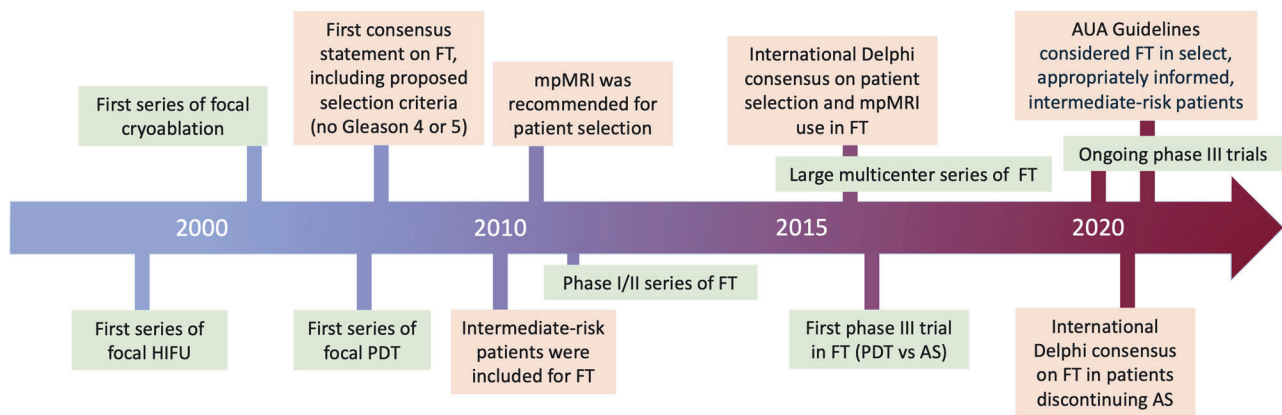 First series of focal
cryoablation
First consensus
statement on FT,
including proposed
selection criteria
(no Gleason 4 or 5)
mpMRI was
recommended for
patient selection
International Delphi
consensus on patient
selection and mpMRI
use in FT
Large multicenter series of FT
AUA Guidelines
considered FT in select,
appropriately informed,
intermediate-risk patients
Ongoing phase III trials
2000
2010
2015
2020
First series of
focal HIFU
First series of
focal PDT
Intermediate-risk
patients were
included for FT
Phase I/II series of FT
First phase III trial
in FT (PDT vs AS)
International
Delphi consensus
on FT in patients
discontinuing AS